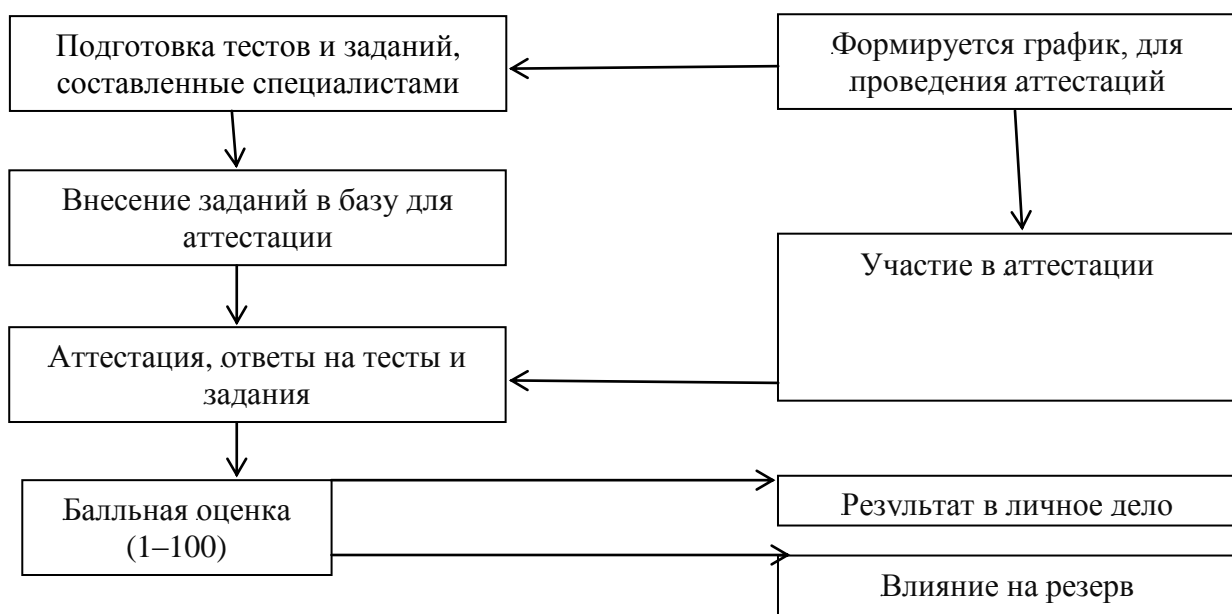 Подготовка тестов и заданий,
составленные специалистами
Формируется график, для
проведения аттестаций
Внесение заданий в базу для
аттестации
Участие в аттестации
Аттестация, ответы на тесты и
задания
Балльная оценка
(1–100)
Результат в личное дело
Влияние на резерв